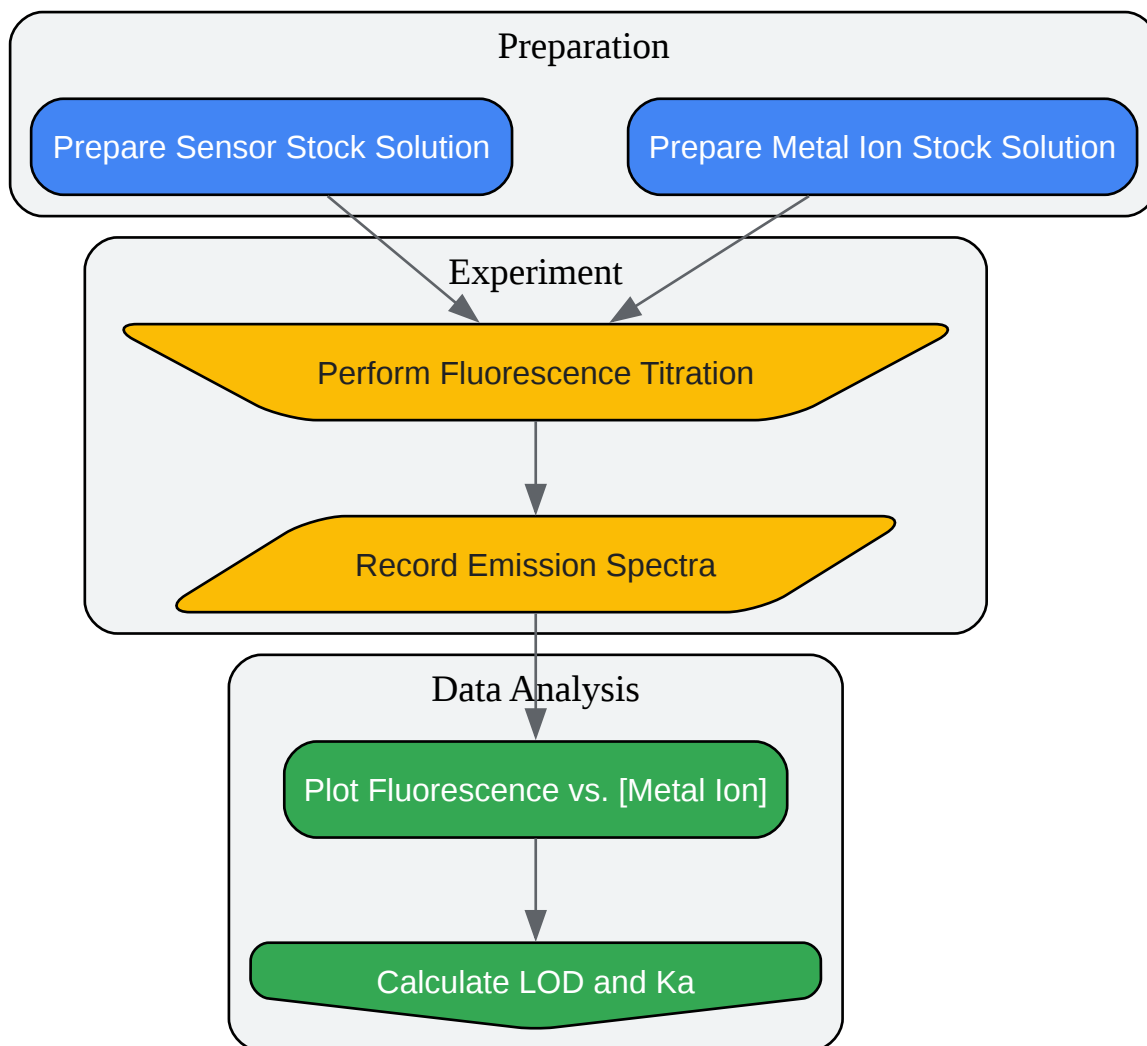 Preparation
Prepare Sensor Stock Solution
Prepare Metal Ion Stock Solution
Experiment
Perform Fluorescence Titration
Record Emission Spectra
Data Analysis
Plot Fluorescence vs. [Metal Ion]
Calculate LOD and Ka